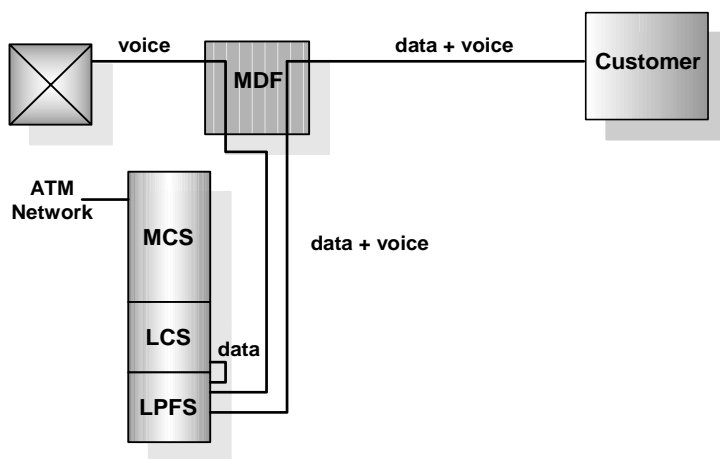 voice
data + voice
Customer
MDF
ATM
Network
MCS
data + voice
LCS
data
LPFS